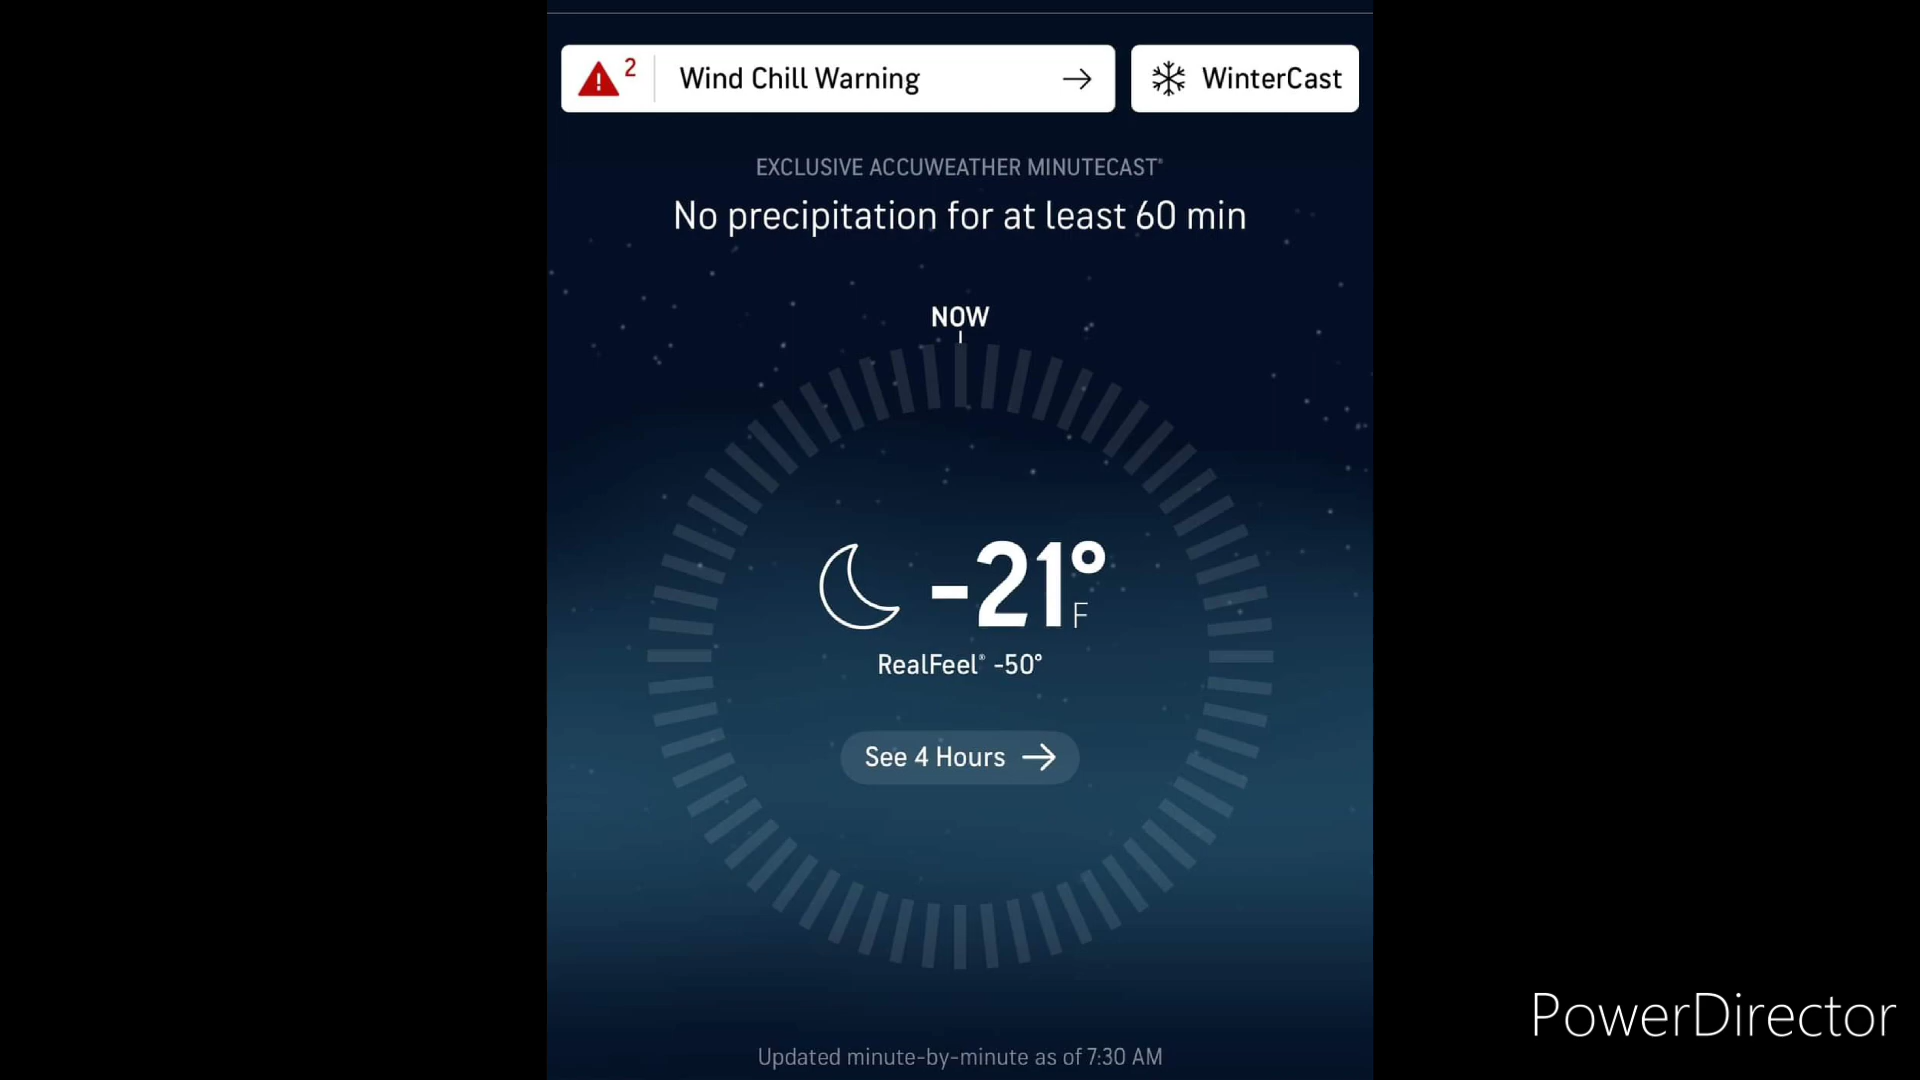 2 Wind Chill Warning WinterCast
EXCLUSIVE ACCUWEATHER MINUTECAST®
No precipitation for at least 60 min
NOW
-21°F
RealFeel® -50°
See 4 Hours
Updated minute-by-minute as of 7:30 AM
PowerDirector